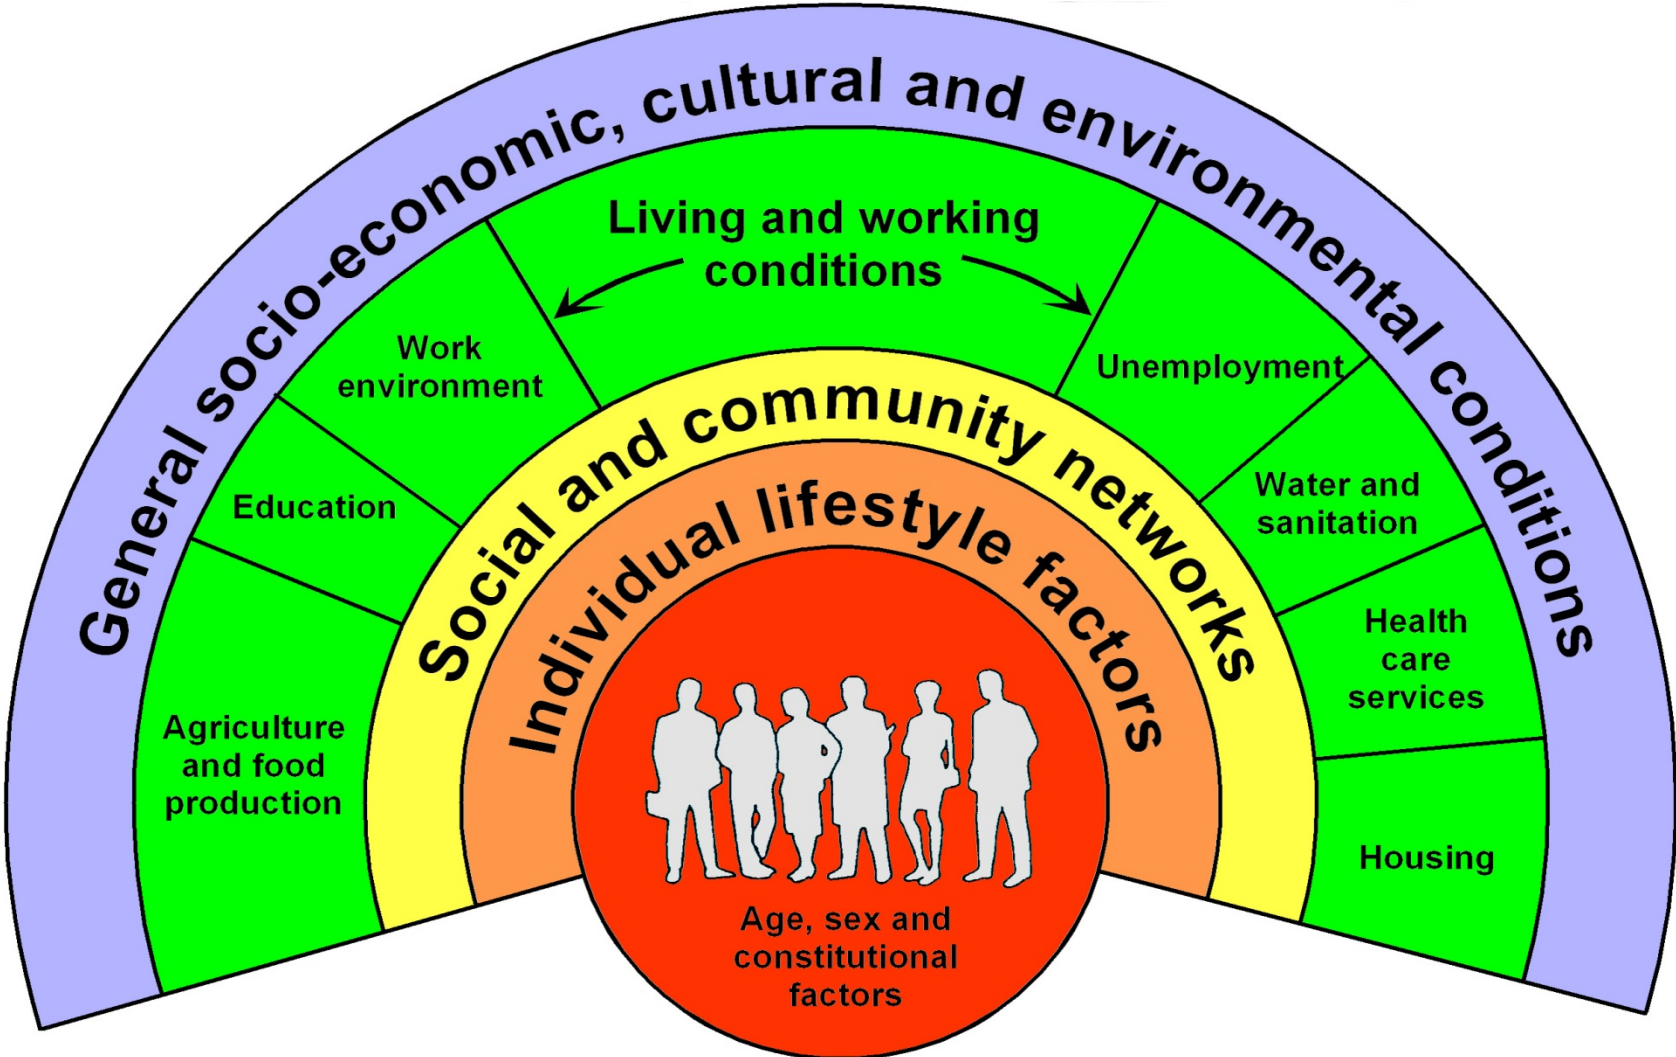 General socio-economic, cultural and environmental conditions
Living and working
conditions
Agriculture
and food
production
Education
Work
environment
Unemployment
Water and
sanitation
Health
care
services
Housing
Social and community networks
Individual lifestyle factors
Age, sex and
constitutional
factors